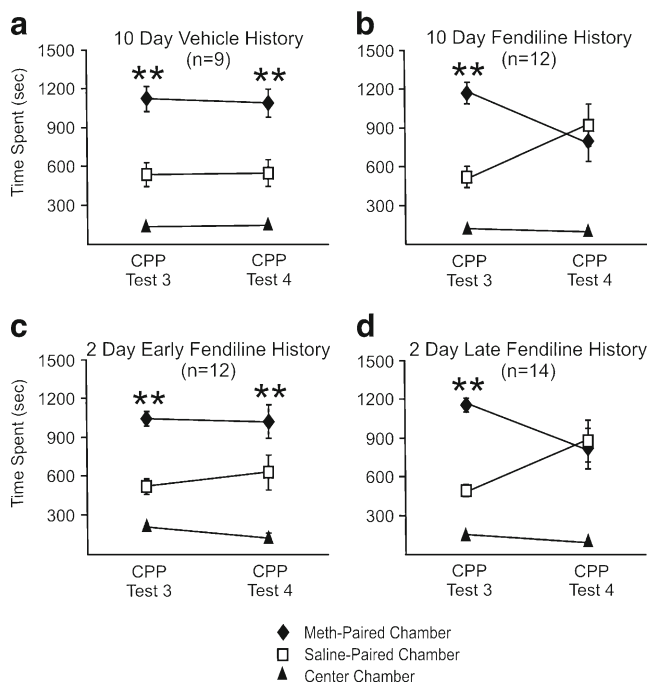 a
10 Day Vehicle History
(n=9)
1500
1200
900
600
300
Time Spent (sec)
** **
CPP CPP
Test 3 Test 4
b
10 Day Fendiline History
(n=12)
1500
1200
900
600
300
**
CPP CPP
Test 3 Test 4
c
2 Day Early Fendiline History
(n=12)
1500
1200
900
600
300
Time Spent (sec)
** **
CPP CPP
Test 3 Test 4
d
2 Day Late Fendiline History
(n=14)
1500
1200
900
600
300
**
CPP CPP
Test 3 Test 4
Meth-Paired Chamber
Saline-Paired Chamber
Center Chamber